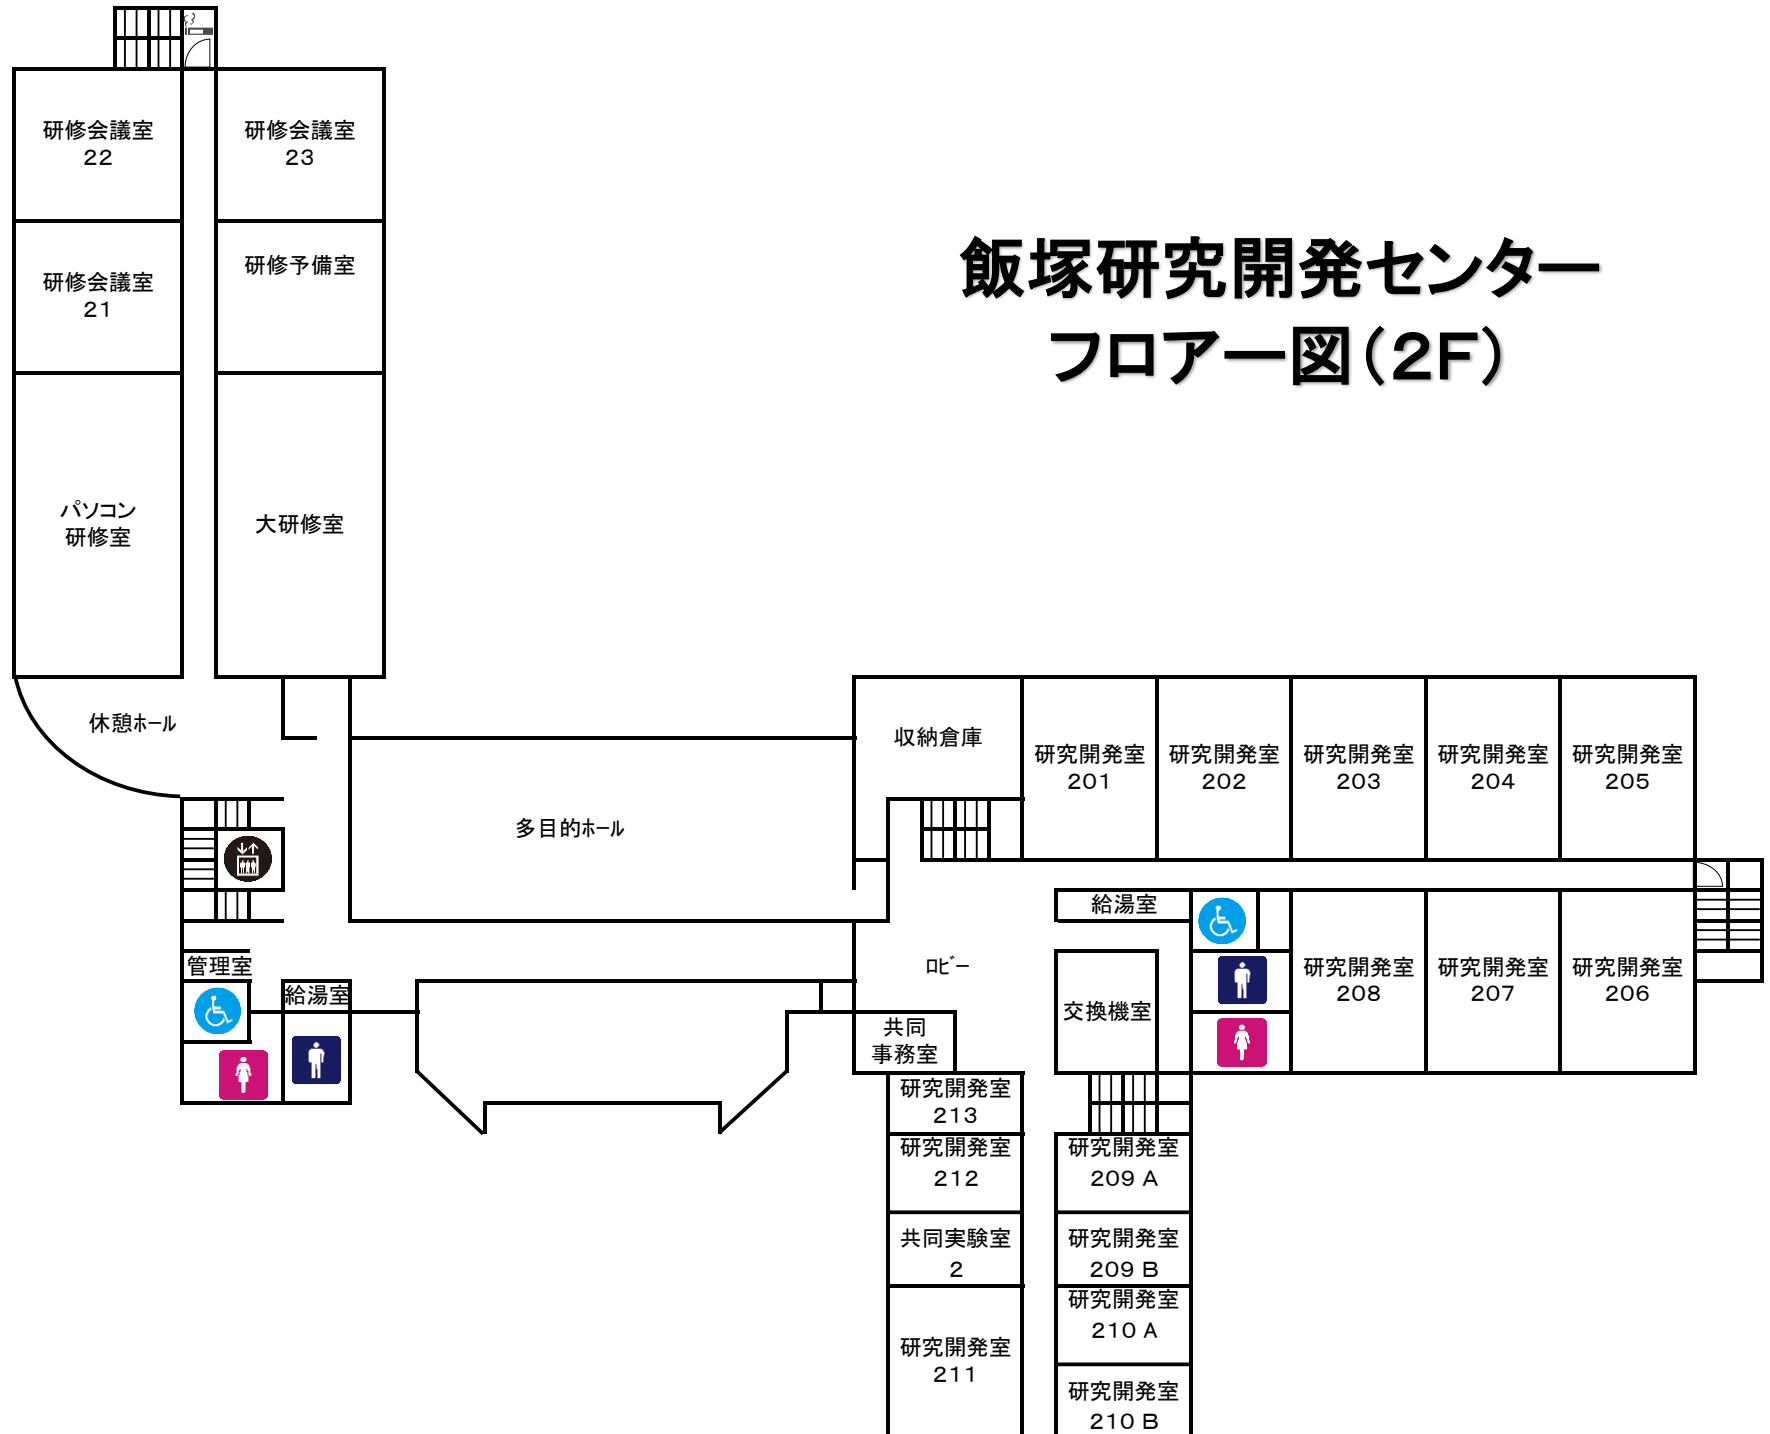 飯塚研究開発センター
フロアー図（２Ｆ）
研修会議室
２２
研修会議室
２３
研修会議室
２１
研修予備室
パソコン
研修室
大研修室
休憩ﾎｰﾙ
多目的ﾎｰﾙ
収納倉庫
研究開発室
２０１
研究開発室
２０２
研究開発室
２０３
研究開発室
２０４
研究開発室
２０５
給湯室
管理室
給湯室
ﾛﾋﾞｰ
交換機室
研究開発室
２０８
研究開発室
２０７
研究開発室
２０６
共同
事務室
研究開発室
２１３
研究開発室
２１２
研究開発室
２０９Ａ
共同実験室
２
研究開発室
２０９Ｂ
研究開発室
２１０Ａ
研究開発室
２１１
研究開発室
２１０Ｂ